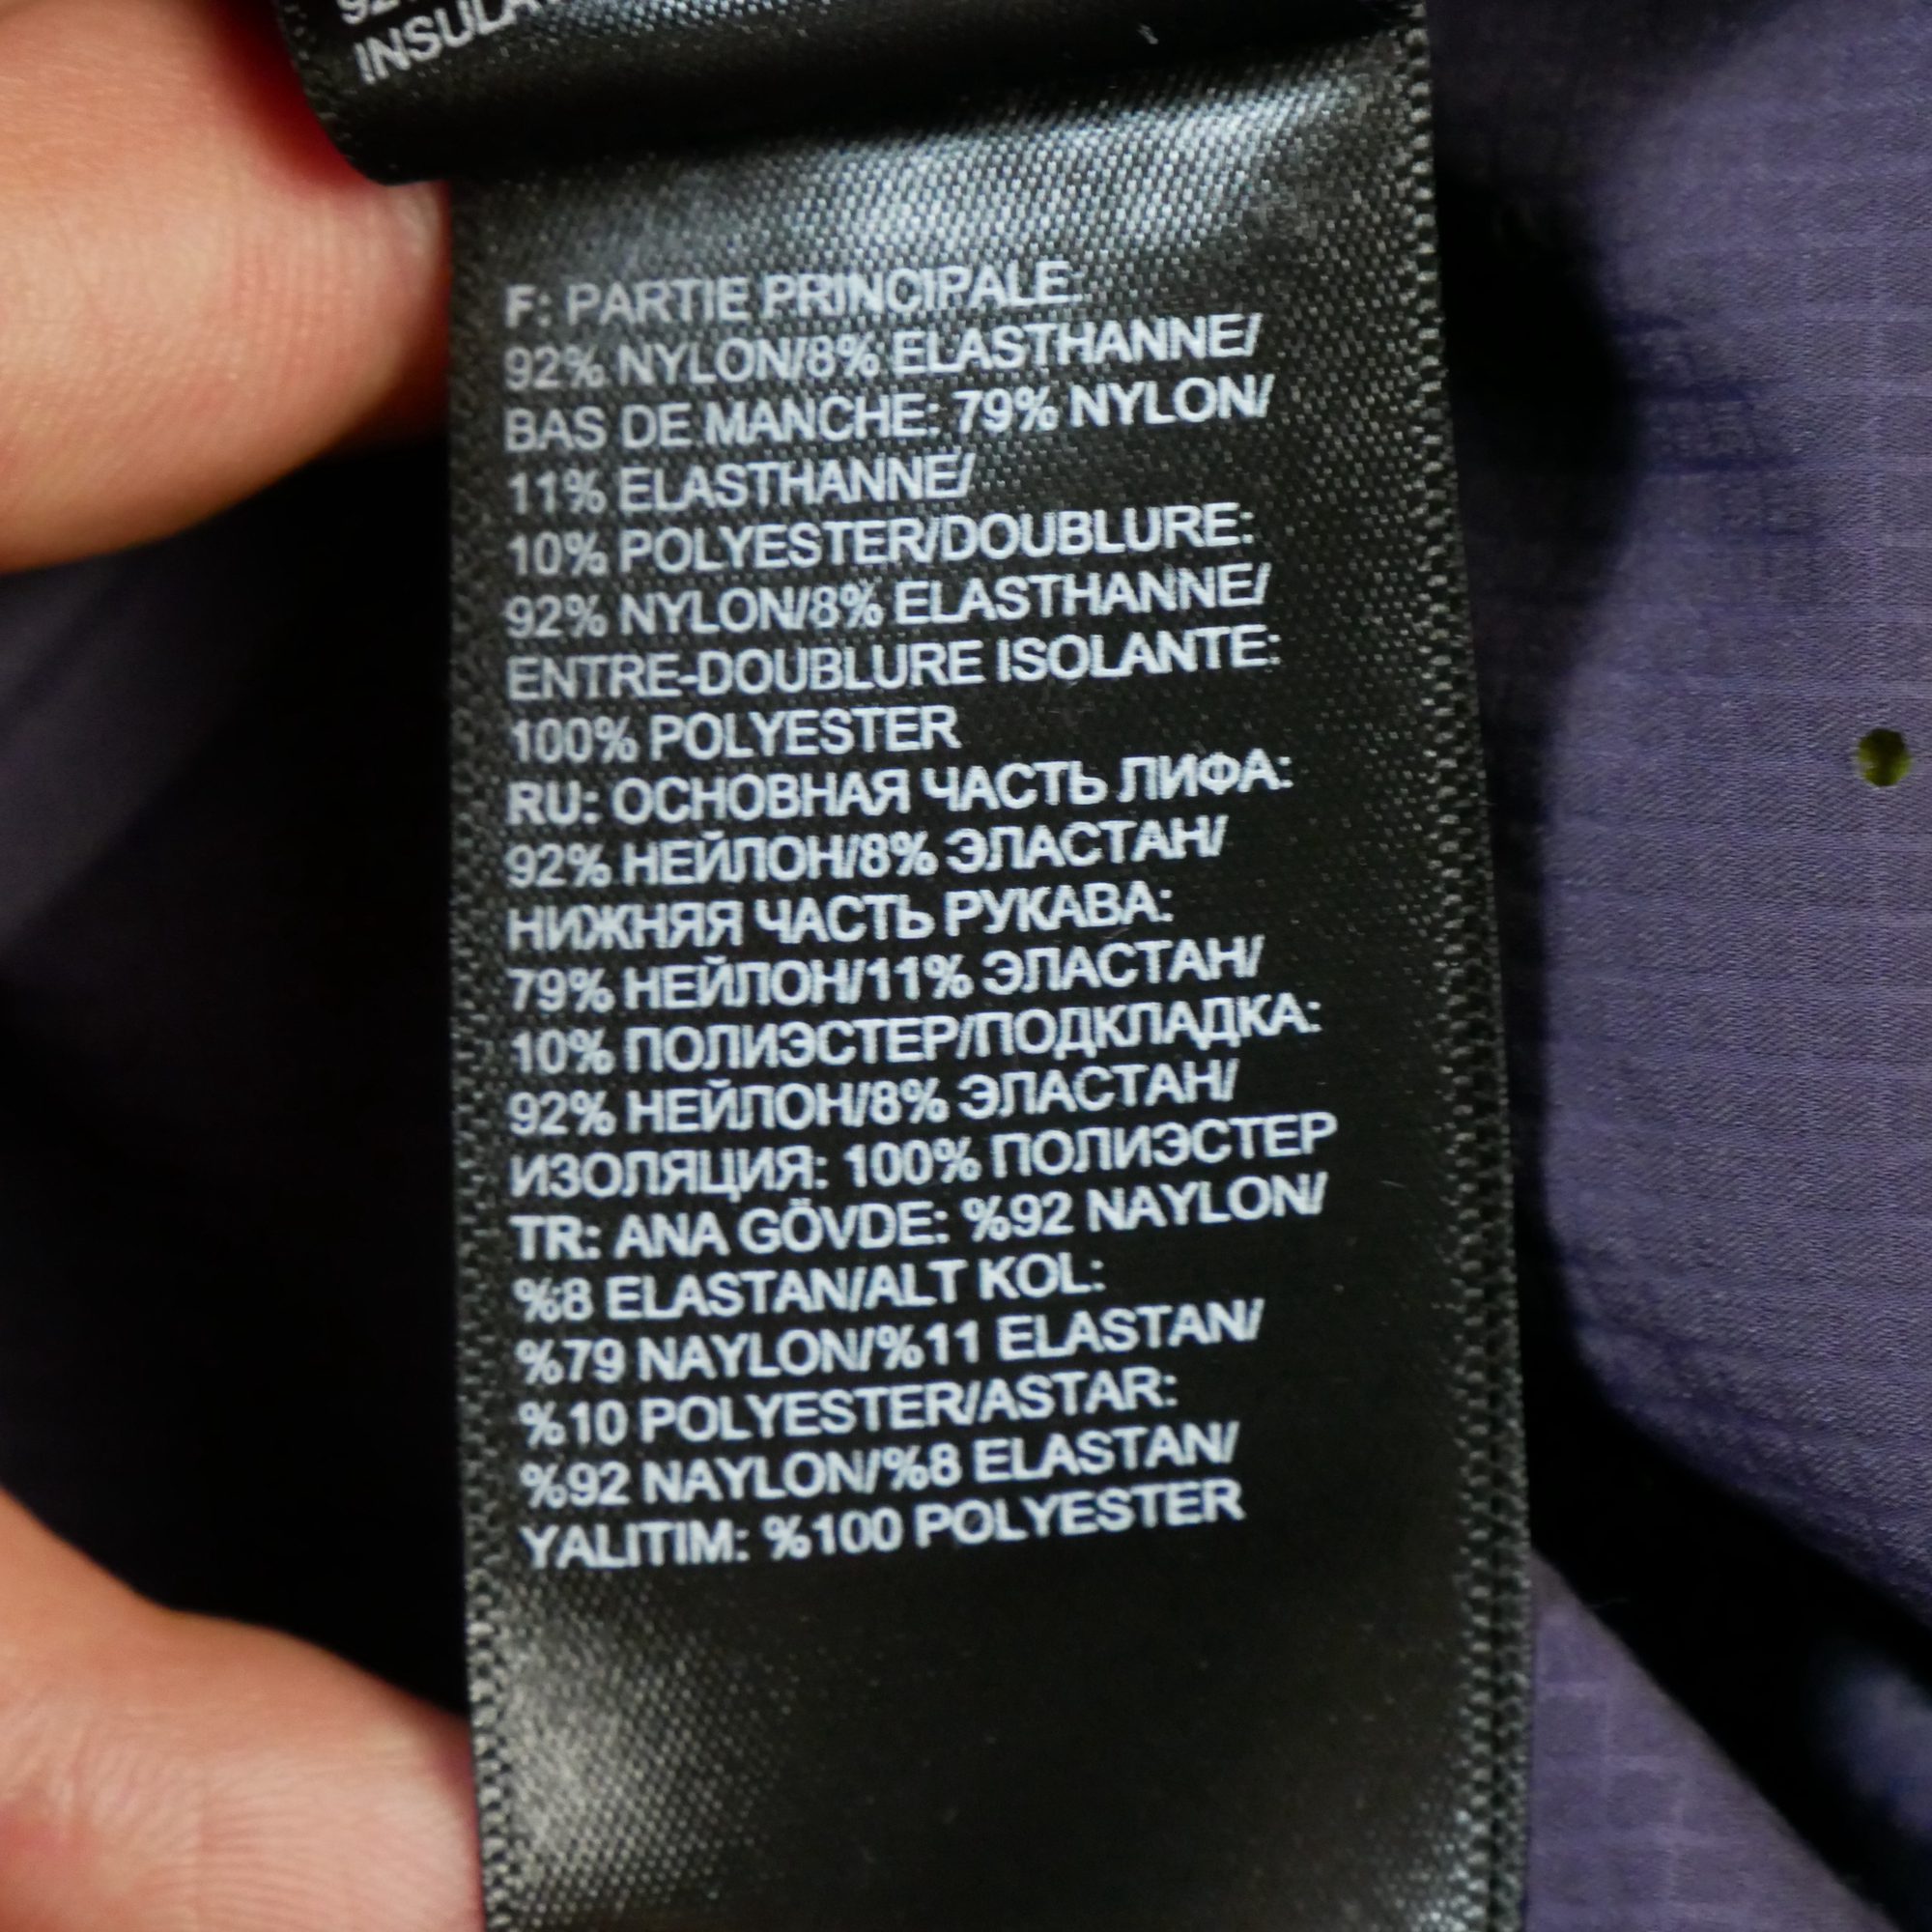 F: PARTIE PRINCIPALE:
92% NYLON/8% ELASTHANNE/
BAS DE MANCHE: 79% NYLON/
11% ELASTHANNE/
10% POLYESTER/DOUBLURE:
92% NYLON/8% ELASTHANNE/
ENTRE-DOUBLURE ISOLANTE:
100% POLYESTER
RU: ОСНОВНАЯ ЧАСТЬ ЛИФА:
92% НЕЙЛОН/8% ЭЛАСТАН/
НИЖНЯЯ ЧАСТЬ РУКАВА:
79% НЕЙЛОН/11% ЭЛАСТАН/
10% ПОЛИЭСТЕР/ПОДКЛАДКА:
92% НЕЙЛОН/8% ЭЛАСТАН/
ИЗОЛЯЦИЯ: 100% ПОЛИЭСТЕР
TR: ANA GÖVDE: %92 NAYLON/
%8 ELASTAN/ALT KOL:
%79 NAYLON/%11 ELASTAN/
%10 POLYESTER/ASTAR:
%92 NAYLON/%8 ELASTAN/
YALITIM: %100 POLYESTER